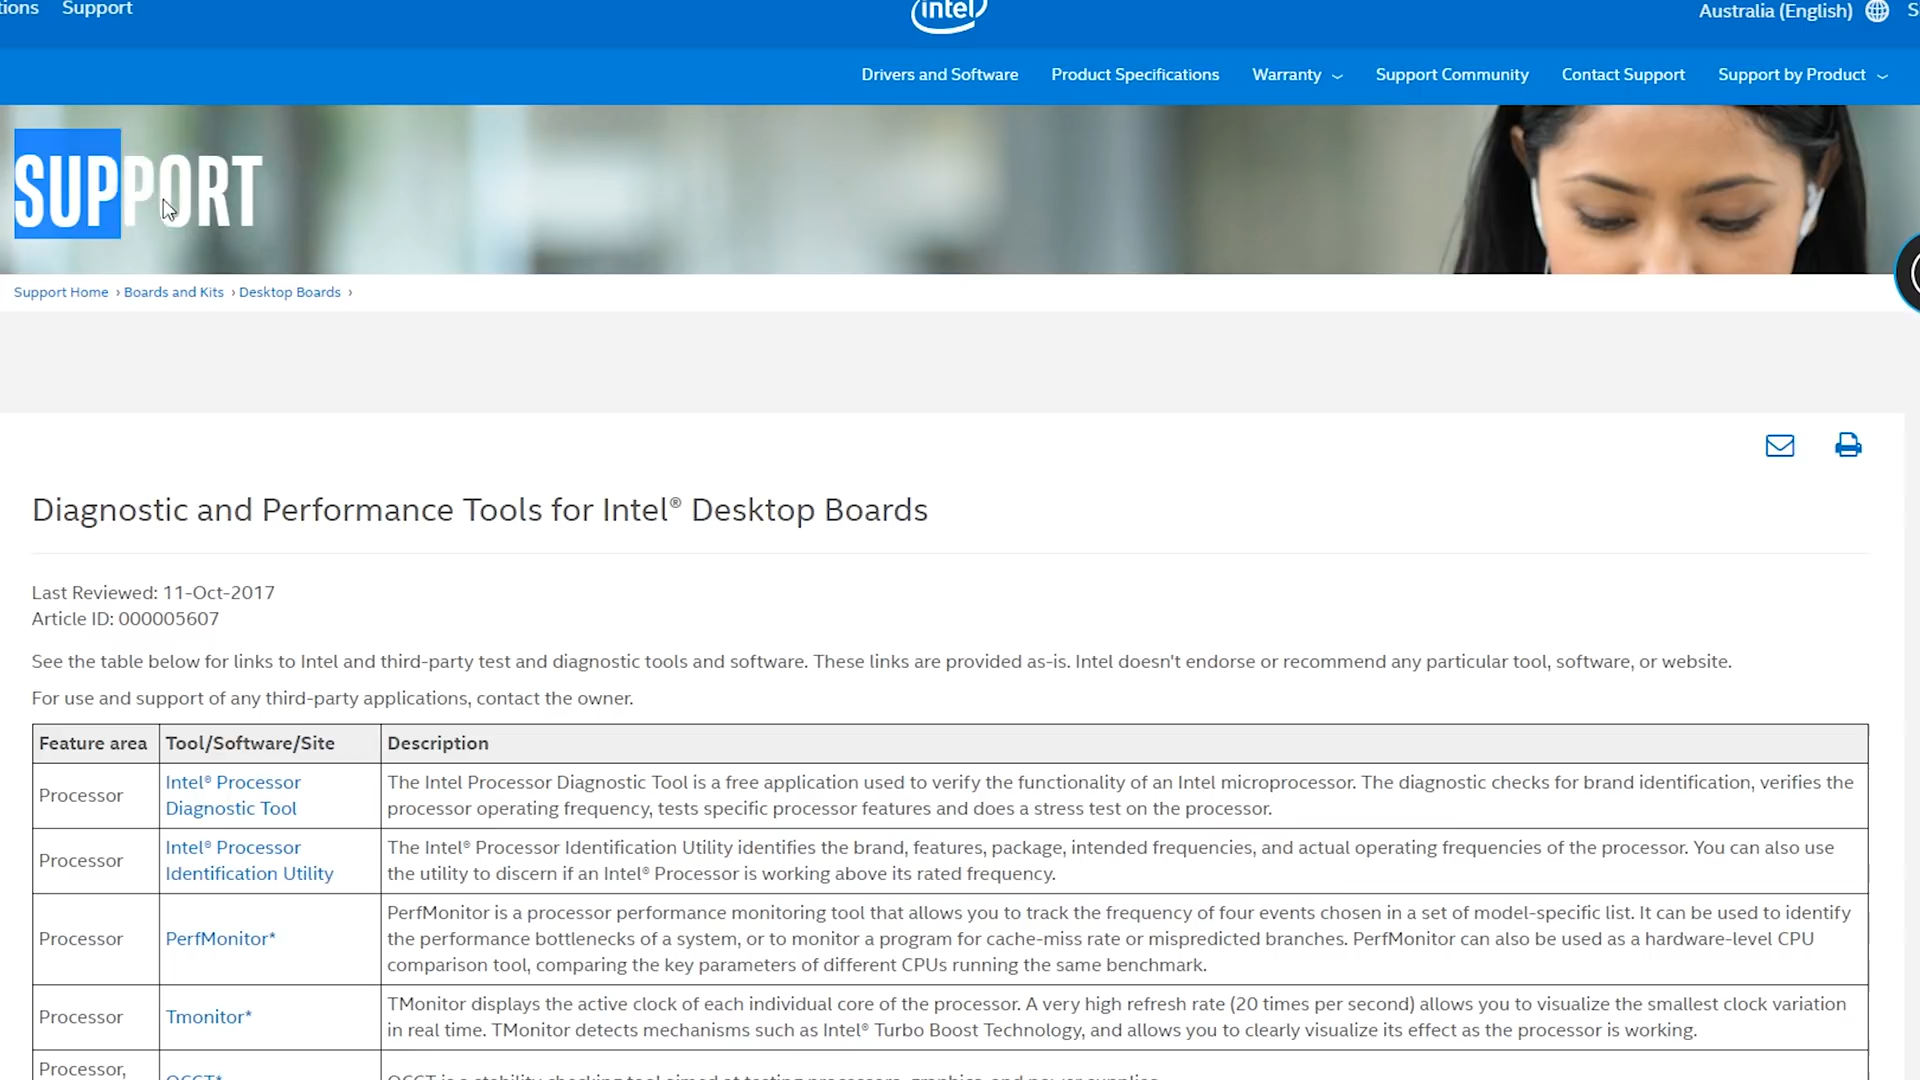 tions Support
intel
Australia (English)
Drivers and Software Product Specifications Warranty Support Community Contact Support Support by Product
SUPPORT
Support Home › Boards and Kits › Desktop Boards ›
Diagnostic and Performance Tools for Intel® Desktop Boards
Last Reviewed: 11-Oct-2017
Article ID: 000005607
See the table below for links to Intel and third-party test and diagnostic tools and software. These links are provided as-is. Intel doesn't endorse or recommend any particular tool, software, or website.
For use and support of any third-party applications, contact the owner.
Feature area Tool/Software/Site Description
Processor Intel® Processor Diagnostic Tool The Intel Processor Diagnostic Tool is a free application used to verify the functionality of an Intel microprocessor. The diagnostic checks for brand identification, verifies the
processor operating frequency, tests specific processor features and does a stress test on the processor.
Processor Intel® Processor Identification Utility The Intel® Processor Identification Utility identifies the brand, features, package, intended frequencies, and actual operating frequencies of the processor. You can also use
the utility to discern if an Intel® Processor is working above its rated frequency.
Processor PerfMonitor* PerfMonitor is a processor performance monitoring tool that allows you to track the frequency of four events chosen in a set of model-specific list. It can be used to identify
the performance bottlenecks of a system, or to monitor a program for cache-miss rate or mispredicted branches. PerfMonitor can also be used as a hardware-level CPU
comparison tool, comparing the key parameters of different CPUs running the same benchmark.
Processor Tmonitor* TMonitor displays the active clock of each individual core of the processor. A very high refresh rate (20 times per second) allows you to visualize the smallest clock variation
in real time. TMonitor detects mechanisms such as Intel® Turbo Boost Technology, and allows you to clearly visualize its effect as the processor is working.
Processor,
OCCT* OCCT is a stability checking tool aimed at testing processors, graphics, and power supplies.